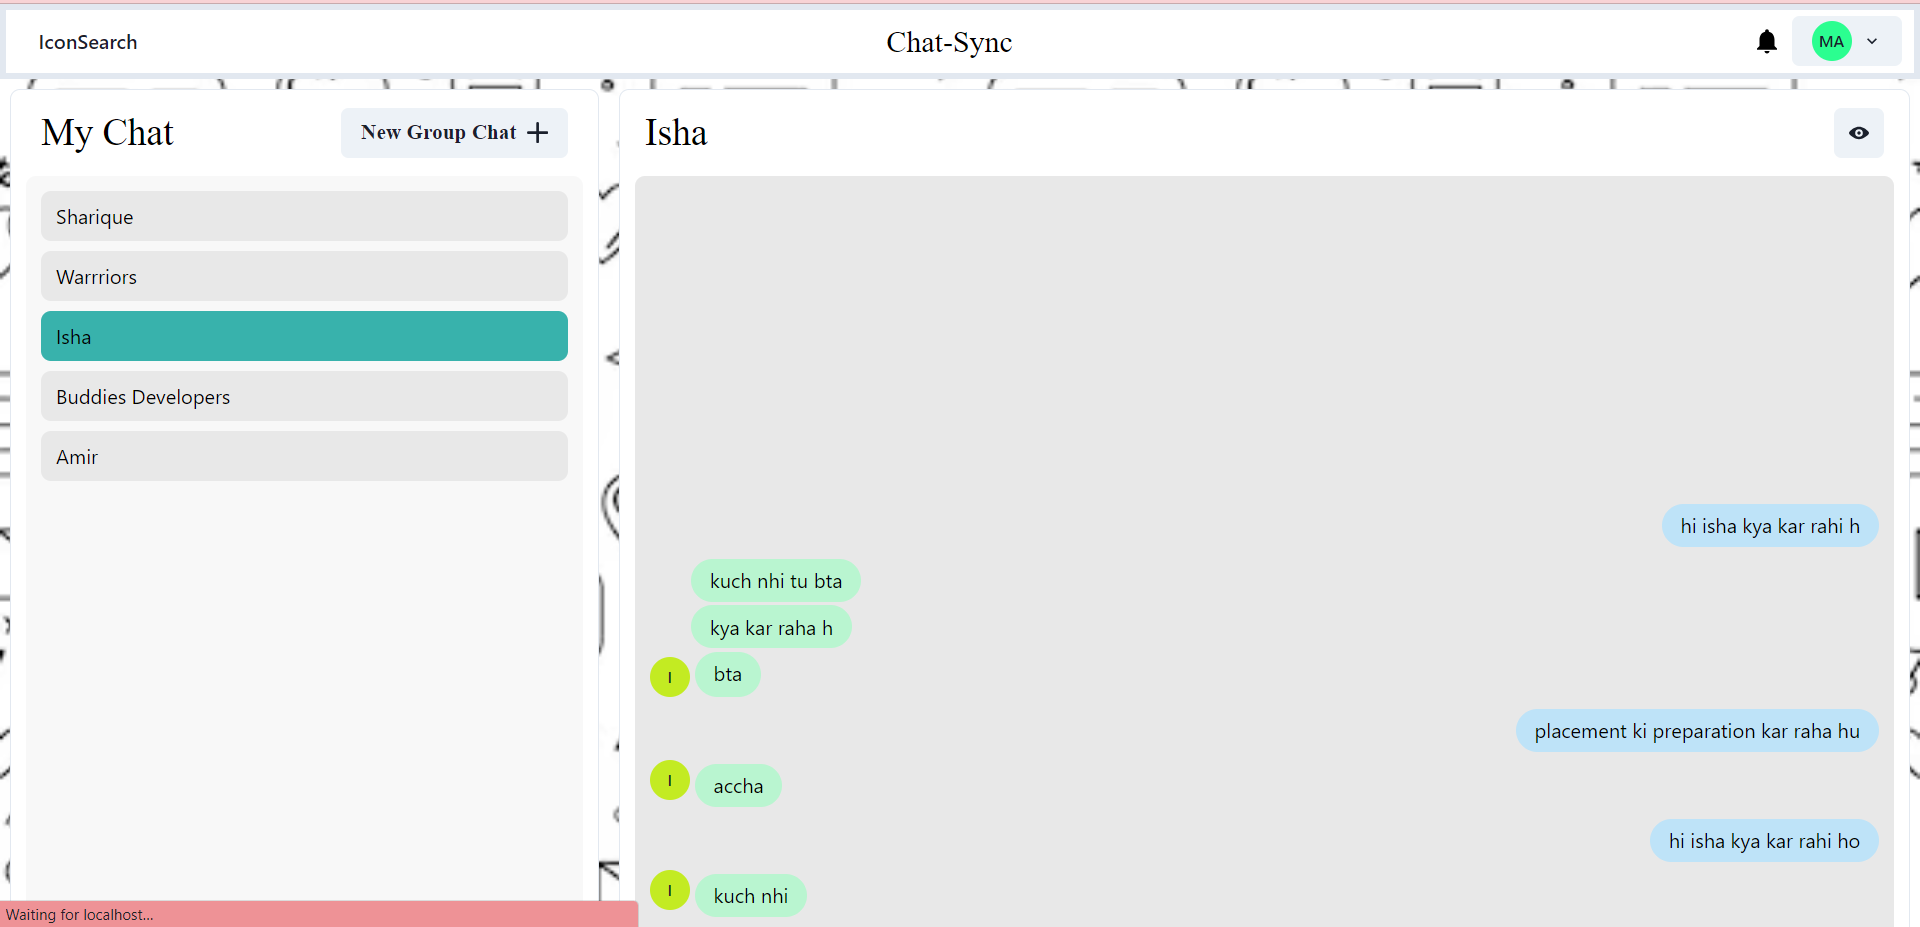 IconSearch
Chat-Sync
MA
My Chat
New Group Chat
Isha
Sharique
Warrriors
Isha
Buddies Developers
Amir
hi isha kya kar rahi h
kuch nhi tu bta
kya kar raha h
I
bta
placement ki preparation kar raha hu
I
accha
hi isha kya kar rahi ho
I
kuch nhi
Waiting for localhost...